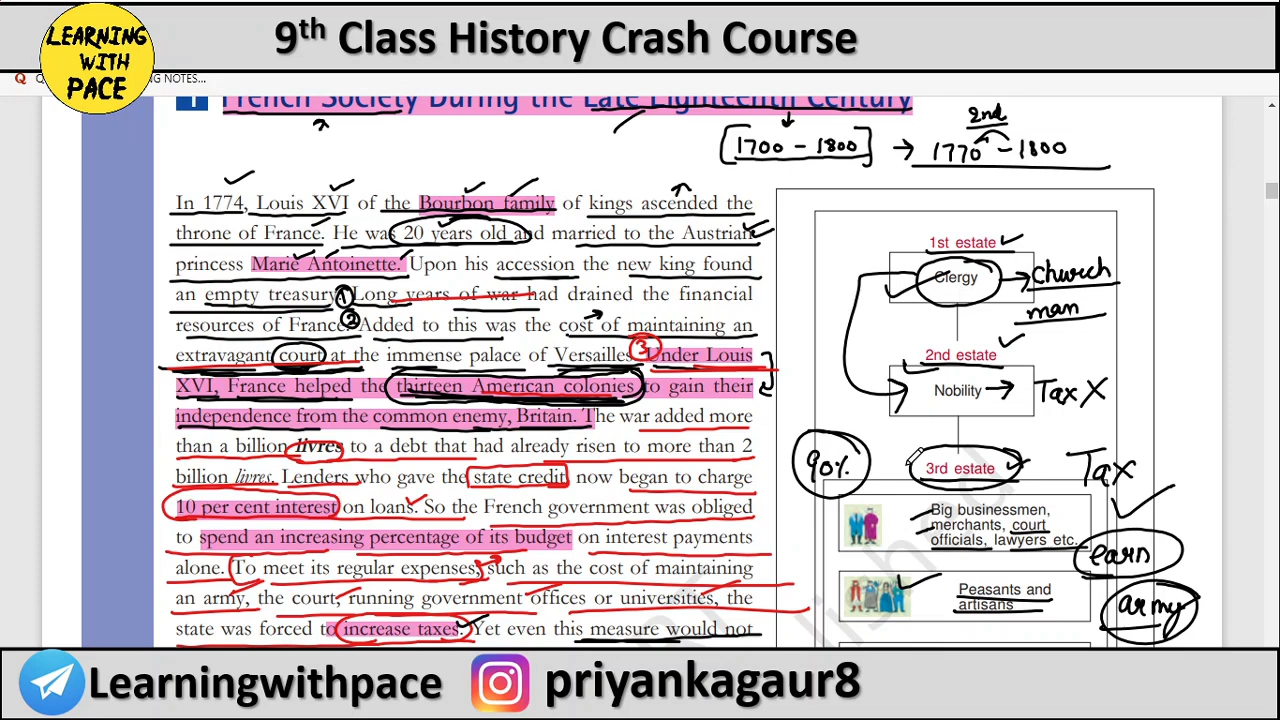 LEARNING
WITH
PACE
9th Class History Crash Course
NOTES...
French Society During the Late Eighteenth Century
2nd
[1700 - 1800] → 1770 - 1800
In 1774, Louis XVI of the Bourbon family of kings ascended the
throne of France. He was 20 years old and married to the Austrian
princess Marie Antoinette. Upon his accession the new king found
an empty treasury. 1 Long years of war had drained the financial
resources of France. 2 Added to this was the cost of maintaining an
extravagant court at the immense palace of Versailles. 3 Under Louis
XVI, France helped the thirteen American colonies to gain their
independence from the common enemy, Britain. The war added more
than a billion livres to a debt that had already risen to more than 2
billion livres. Lenders who gave the state credit, now began to charge
10 per cent interest on loans. So the French government was obliged
to spend an increasing percentage of its budget on interest payments
alone. To meet its regular expenses, such as the cost of maintaining
an army, the court, running government offices or universities, the
state was forced to increase taxes. Yet even this measure would not
1st estate
Clergy → Church
man
2nd estate
Nobility → Tax X
90%
3rd estate
Tax
Big businessmen,
merchants, court
officials, lawyers etc.
earn
Peasants and
artisans
army
Learningwithpace
priyankagaur8